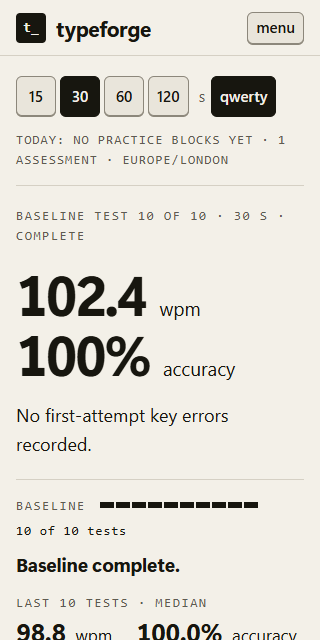 t_ typeforge menu
15 30 60 120 s qwerty
TODAY: NO PRACTICE BLOCKS YET · 1
ASSESSMENT · EUROPE/LONDON
BASELINE TEST 10 OF 10 · 30 S ·
COMPLETE
102.4 wpm
100% accuracy
No first-attempt key errors
recorded.
BASELINE
10 of 10 tests
Baseline complete.
LAST 10 TESTS · MEDIAN
98.8 wpm 100.0% accuracy